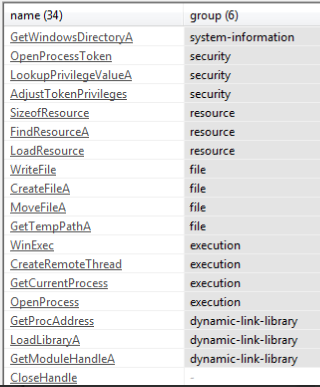 name (34) group (6)
GetWindowsDirectoryA system-information
OpenProcessToken security
LookupPrivilegeValueA security
AdjustTokenPrivileges security
SizeofResource resource
FindResourceA resource
LoadResource resource
WriteFile file
CreateFileA file
MoveFileA file
GetTempPathA file
WinExec execution
CreateRemoteThread execution
GetCurrentProcess execution
OpenProcess execution
GetProcAddress dynamic-link-library
LoadLibraryA dynamic-link-library
GetModuleHandleA dynamic-link-library
CloseHandle -